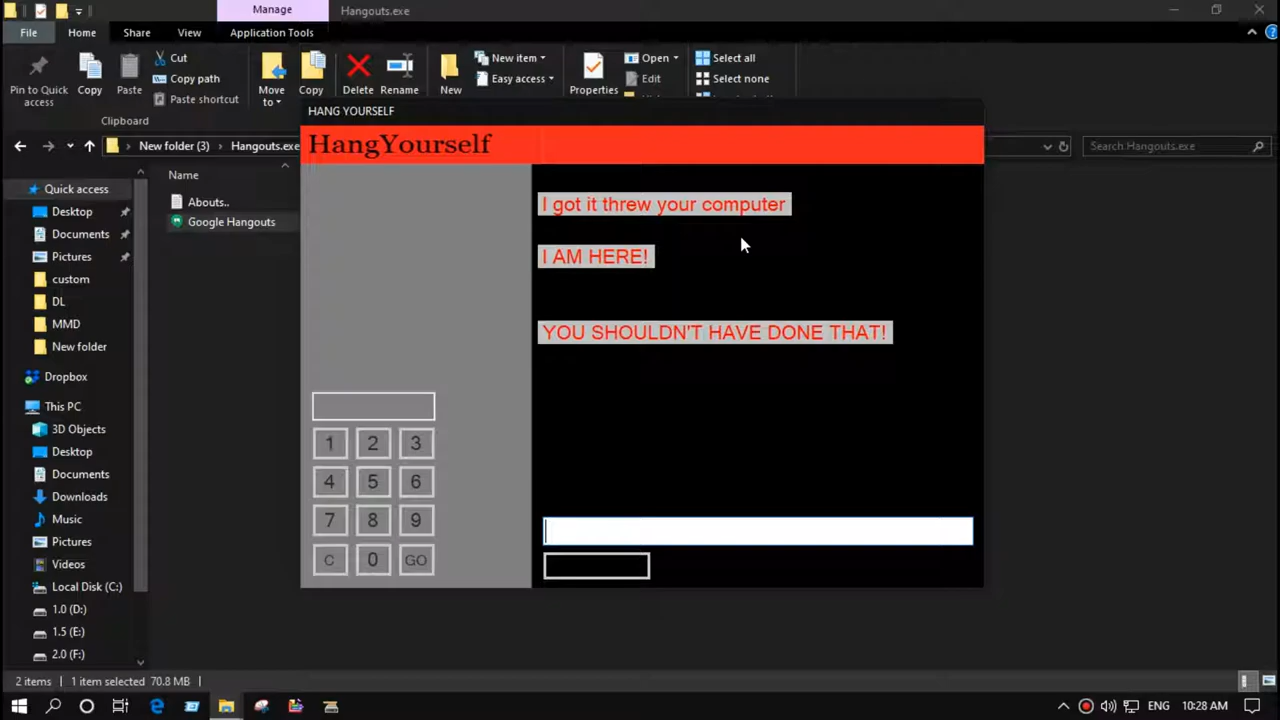 Manage
Hangouts.exe
File
Home
Share
View
Application Tools
Pin to Quick access
Copy
Paste
Cut
Copy path
Paste shortcut
Clipboard
Move to
Copy
Delete
Rename
New
New item
Easy access
Properties
Open
Edit
Select all
Select none
New folder (3)
Hangouts.exe
Search Hangouts.exe
Quick access
Desktop
Documents
Pictures
custom
DL
MMD
New folder
Dropbox
This PC
3D Objects
Desktop
Documents
Downloads
Music
Pictures
Videos
Local Disk (C:)
1.0 (D:)
1.5 (E:)
2.0 (F:)
Name
Abouts..
Google Hangouts
HANG YOURSELF
HangYourself
I got it threw your computer
I AM HERE!
YOU SHOULDN'T HAVE DONE THAT!
1 2 3
4 5 6
7 8 9
C 0 GO
2 items
1 item selected 70.8 MB
ENG
10:28 AM